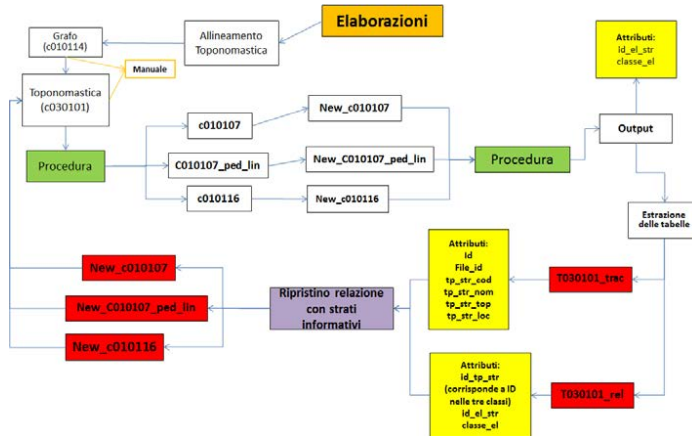 Elaborazioni
Allineamento
Toponomastica
Grafo
(c010114)
Manuale
Toponomastica
(c030101)
Procedura
c010107
New_c010107
C010107_ped_lin
New_C010107_ped_lin
c010116
New_c010116
Procedura
Output
Attributi:
Id_el_str
classe_el
Estrazione
delle tabelle
T030101_trac
Attributi:
Id
File_id
tp_str_cod
tp_str_nom
tp_str_top
tp_str_loc
T030101_rel
Attributi:
id_tp_str
(corrisponde a ID
nelle tre classi)
id_el_str
classe_el
Ripristino relazione
con strati
informativi
New_c010107
New_C010107_ped_lin
New_c010116